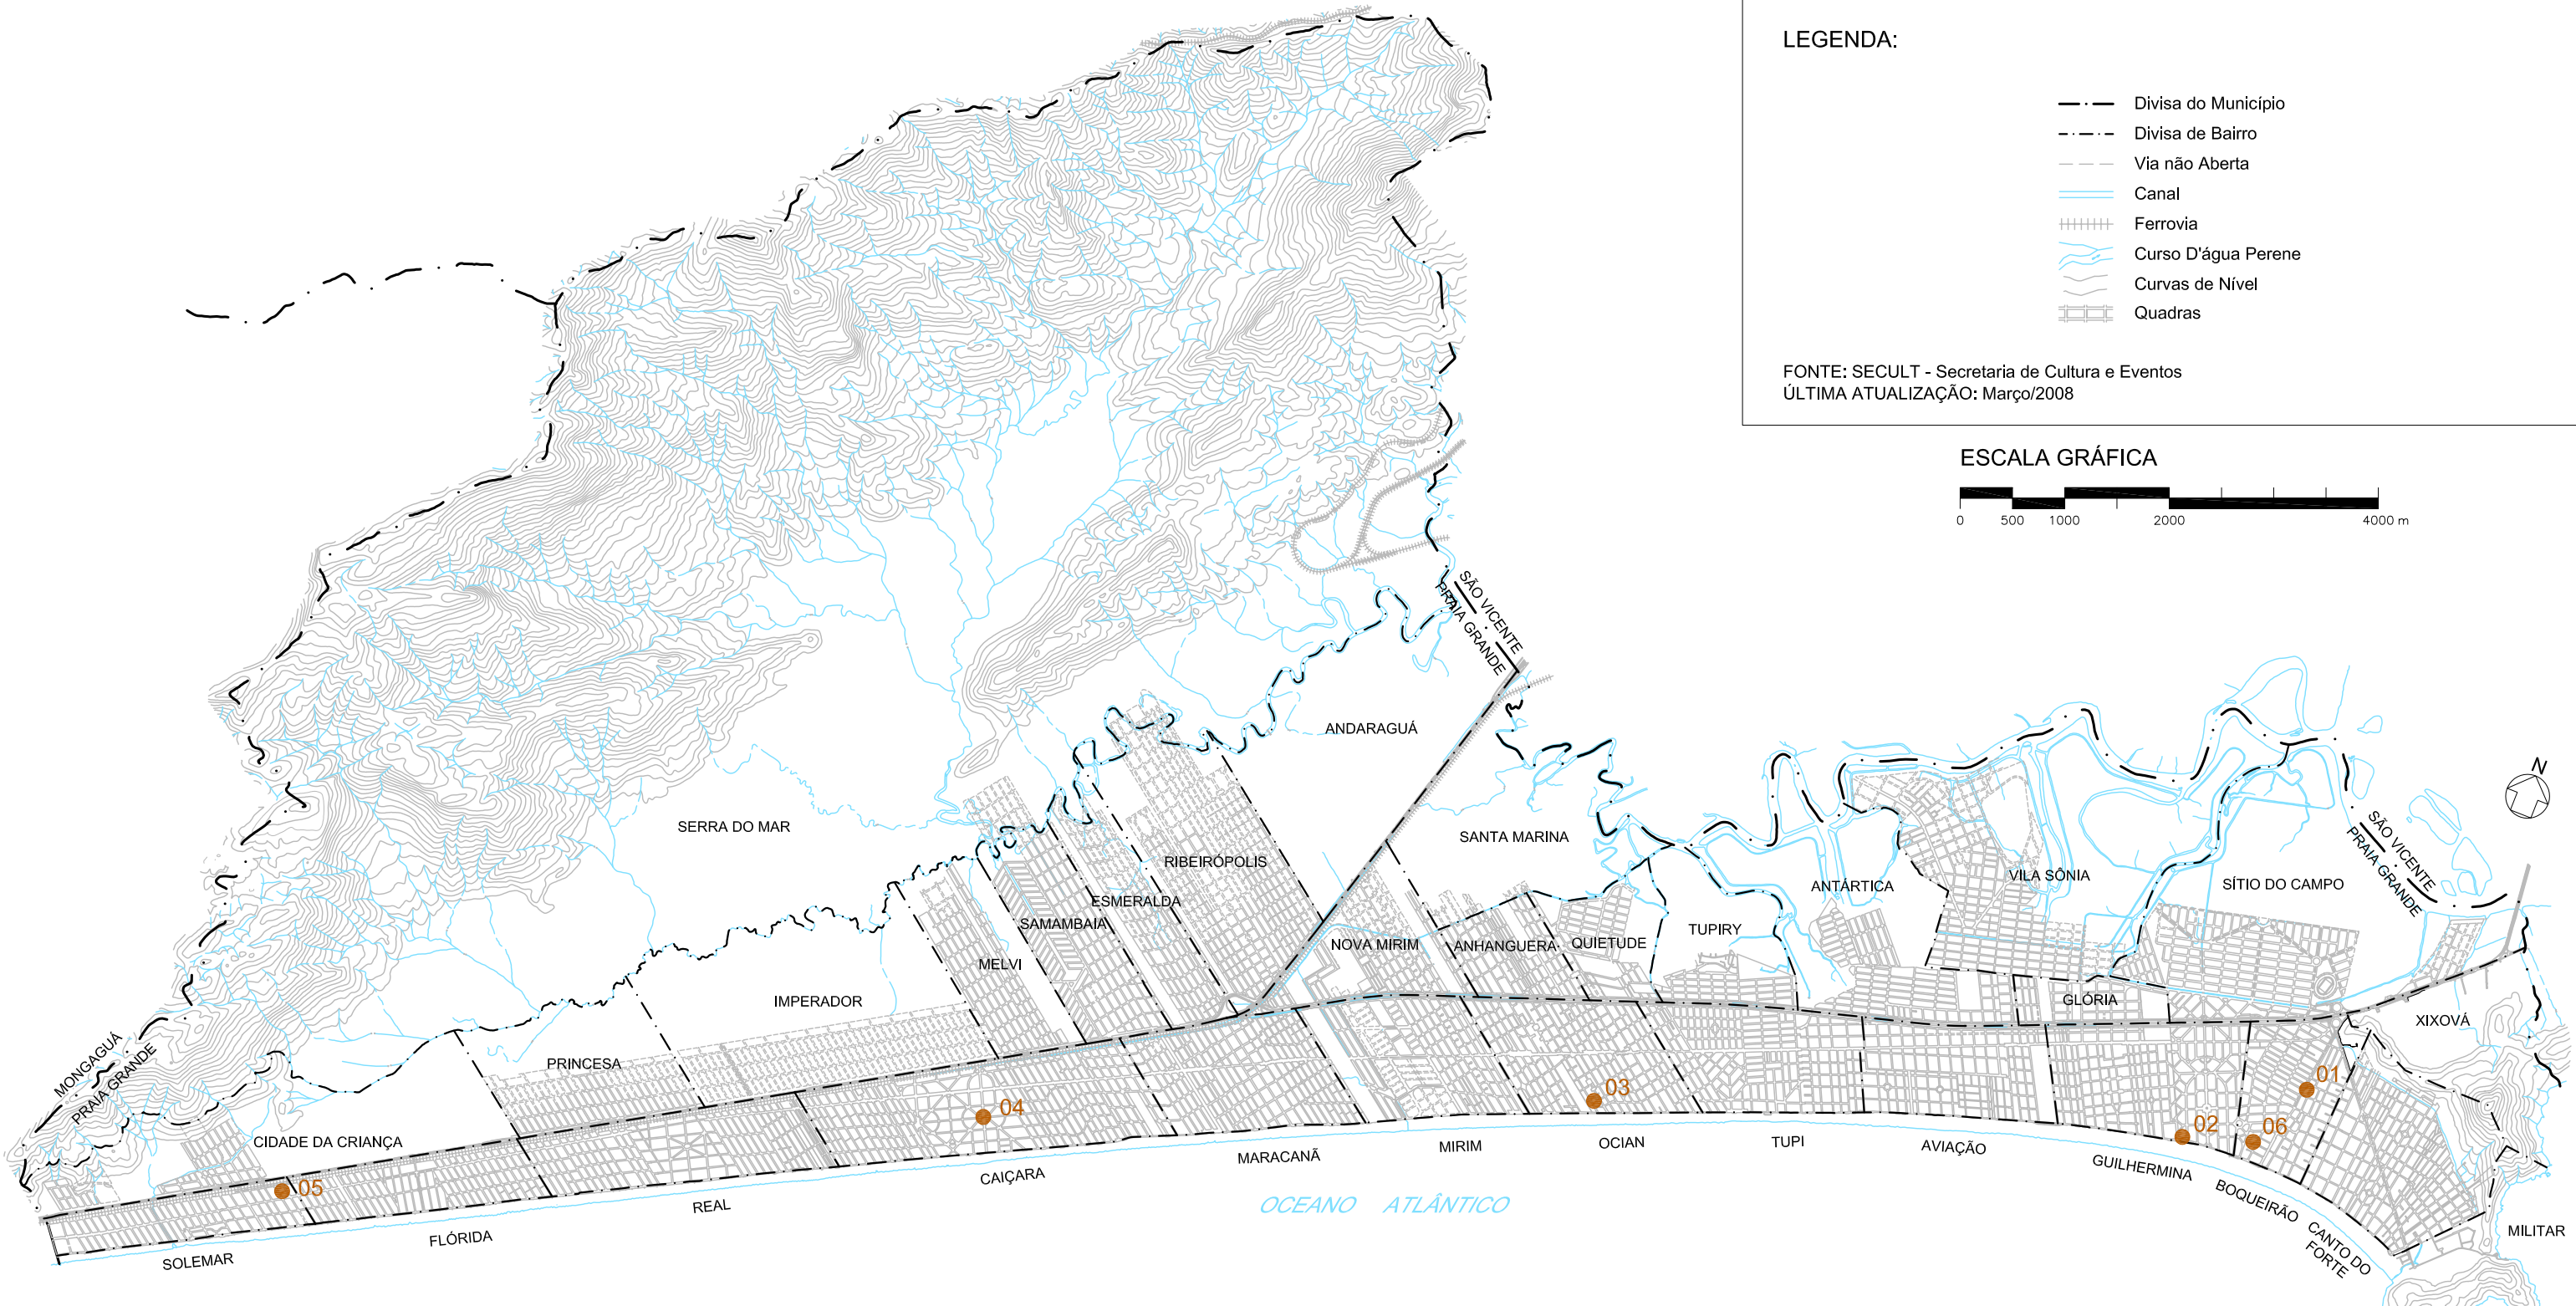 LEGENDA:
Divisa do Município
Divisa de Bairro
Via não Aberta
Canal
Ferrovia
Curso D'água Perene
Curvas de Nível
Quadras
FONTE: SECULT - Secretaria de Cultura e Eventos
ÚLTIMA ATUALIZAÇÃO: Março/2008
ESCALA GRÁFICA
0 500 1000 2000 4000 m
SÃO VICENTE
PRAIA GRANDE
ANDARAGUÁ
N
SERRA DO MAR
SANTA MARINA
SÃO VICENTE
PRAIA GRANDE
RIBEIRÓPOLIS
VILA SÔNIA
ANTÁRTICA
SÍTIO DO CAMPO
ESMERALDA
SAMAMBAIA
TUPIRY
NOVA MIRIM
ANHANGUERA
QUIETUDE
MELVI
IMPERADOR
GLÓRIA
XIXOVÁ
MONGAGUÁ
PRAIA GRANDE
PRINCESA
01
03
04
02
06
CIDADE DA CRIANÇA
05
SOLEMAR
FLÓRIDA
REAL
CAIÇARA
MARACANÃ
MIRIM
OCIAN
TUPI
AVIAÇÃO
GUILHERMINA
BOQUEIRÃO
CANTO DO
FORTE
MILITAR
OCEANO ATLÂNTICO